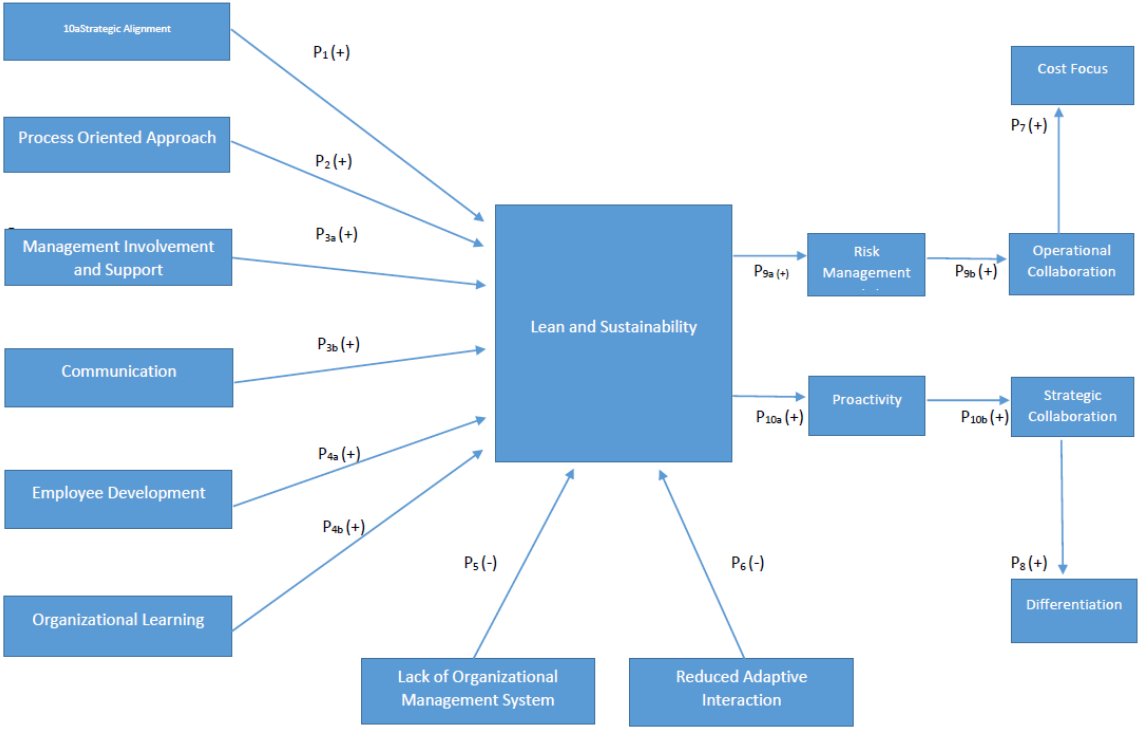 10aStrategic Alignment
P1 (+)
Cost Focus
P7 (+)
Process Oriented Approach
P2 (+)
Management Involvement
and Support
P3a (+)
Risk
Management
Operational
Collaboration
P9a (+)
P9b (+)
Lean and Sustainability
P3b (+)
Communication
Proactivity
Strategic
Collaboration
P10a (+)
P10b (+)
P4a (+)
Employee Development
P4b (+)
P5 (-)
P6 (-)
P8 (+)
Organizational Learning
Differentiation
Lack of Organizational
Management System
Reduced Adaptive
Interaction